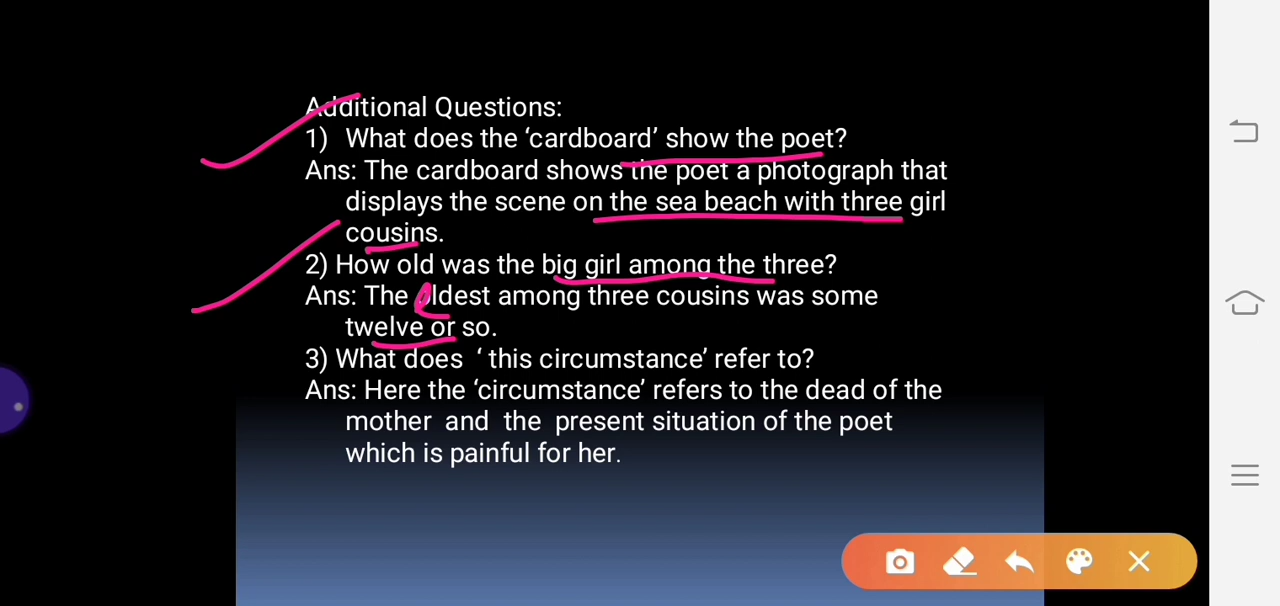 Additional Questions:
1) What does the ‘cardboard’ show the poet?
Ans: The cardboard shows the poet a photograph that
displays the scene on the sea beach with three girl
cousins.
2) How old was the big girl among the three?
Ans: The oldest among three cousins was some
twelve or so.
3) What does ‘ this circumstance’ refer to?
Ans: Here the ‘circumstance’ refers to the dead of the
mother and the present situation of the poet
which is painful for her.